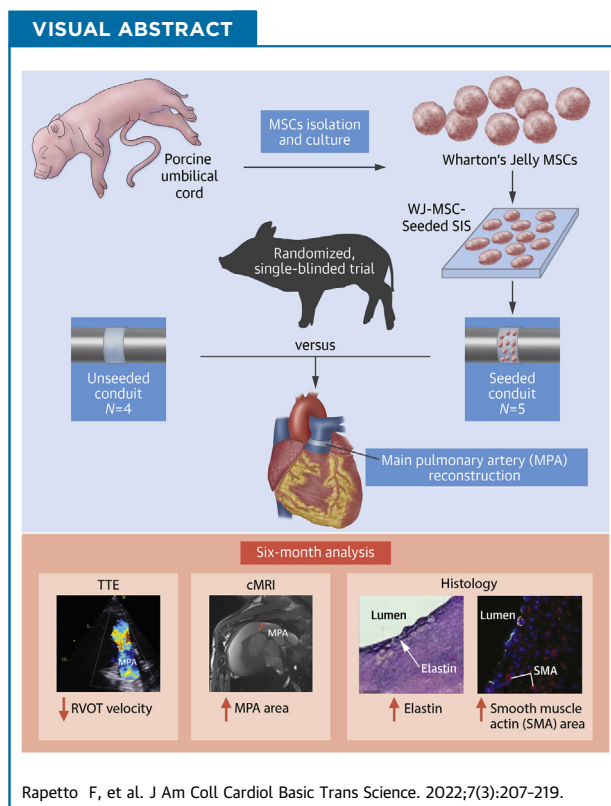 VISUAL ABSTRACT
Porcine
umbilical
cord
MSCs isolation
and culture
Wharton's Jelly MSCs
WJ-MSC-
Seeded SIS
Randomized,
single-blinded trial
versus
Unseeded
conduit
N=4
Seeded
conduit
N=5
Main pulmonary artery (MPA)
reconstruction
Six-month analysis
TTE
MPA
RVOT velocity
cMRI
MPA
MPA area
Histology
Lumen
Elastin
Elastin
Lumen
SMA
Smooth muscle
actin (SMA) area
Rapetto F, et al. J Am Coll Cardiol Basic Trans Science. 2022;7(3):207–219.